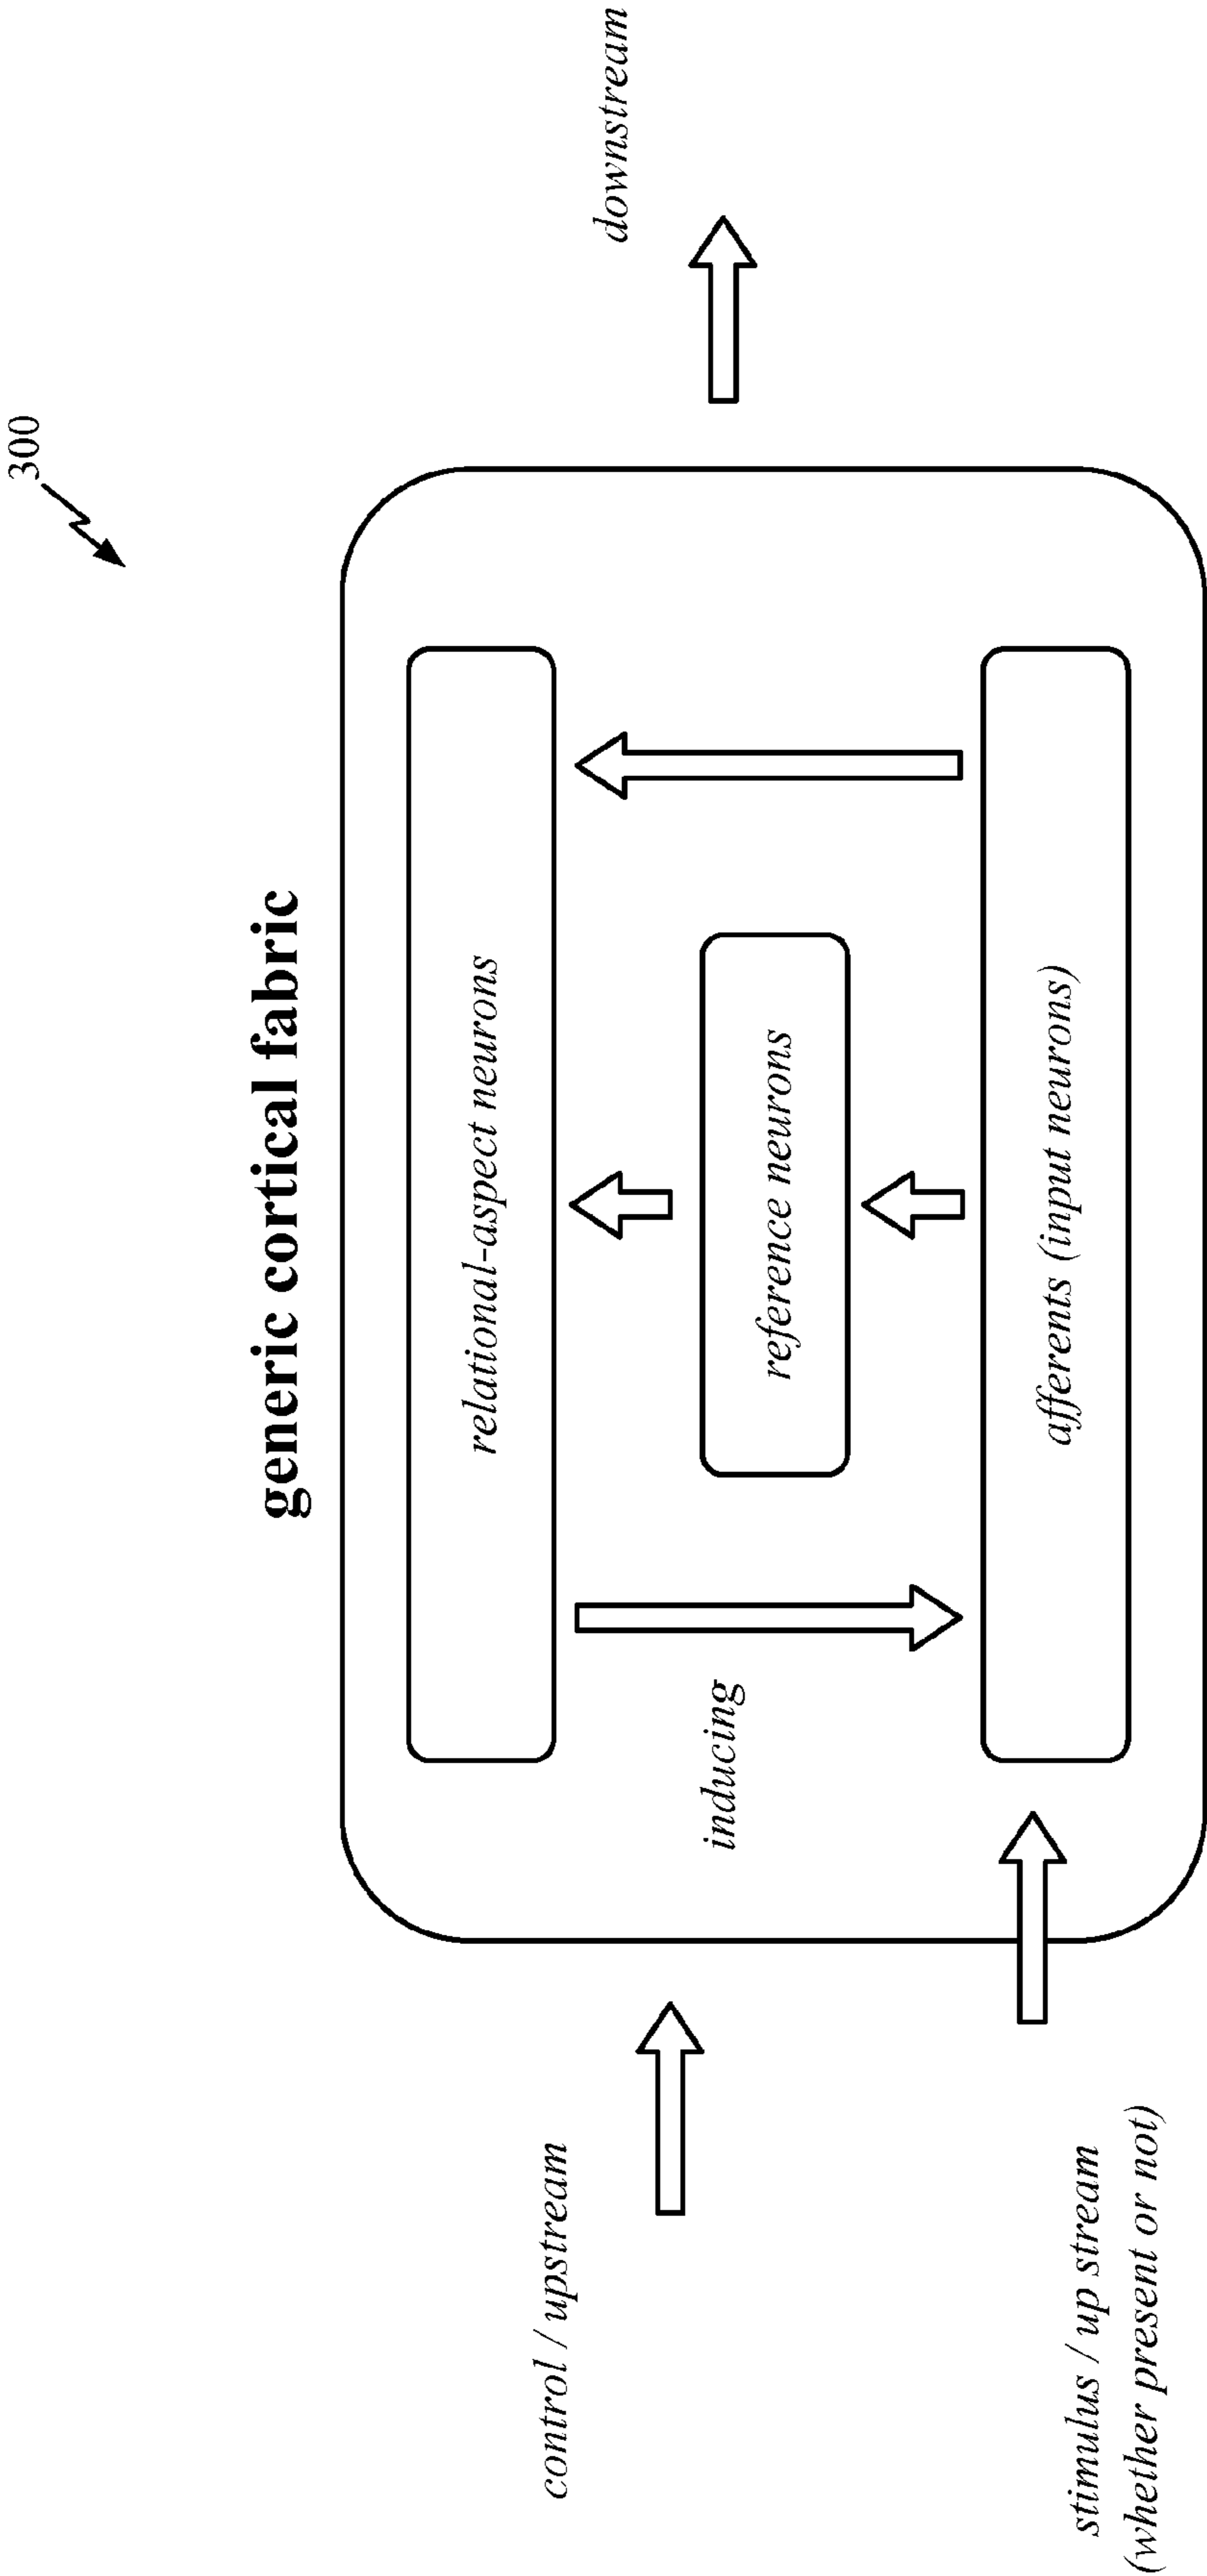 300
generic cortical fabric
relational-aspect neurons
control / upstream
inducing
reference neurons
downstream
afferents (input neurons)
stimulus / up stream
(whether present or not)